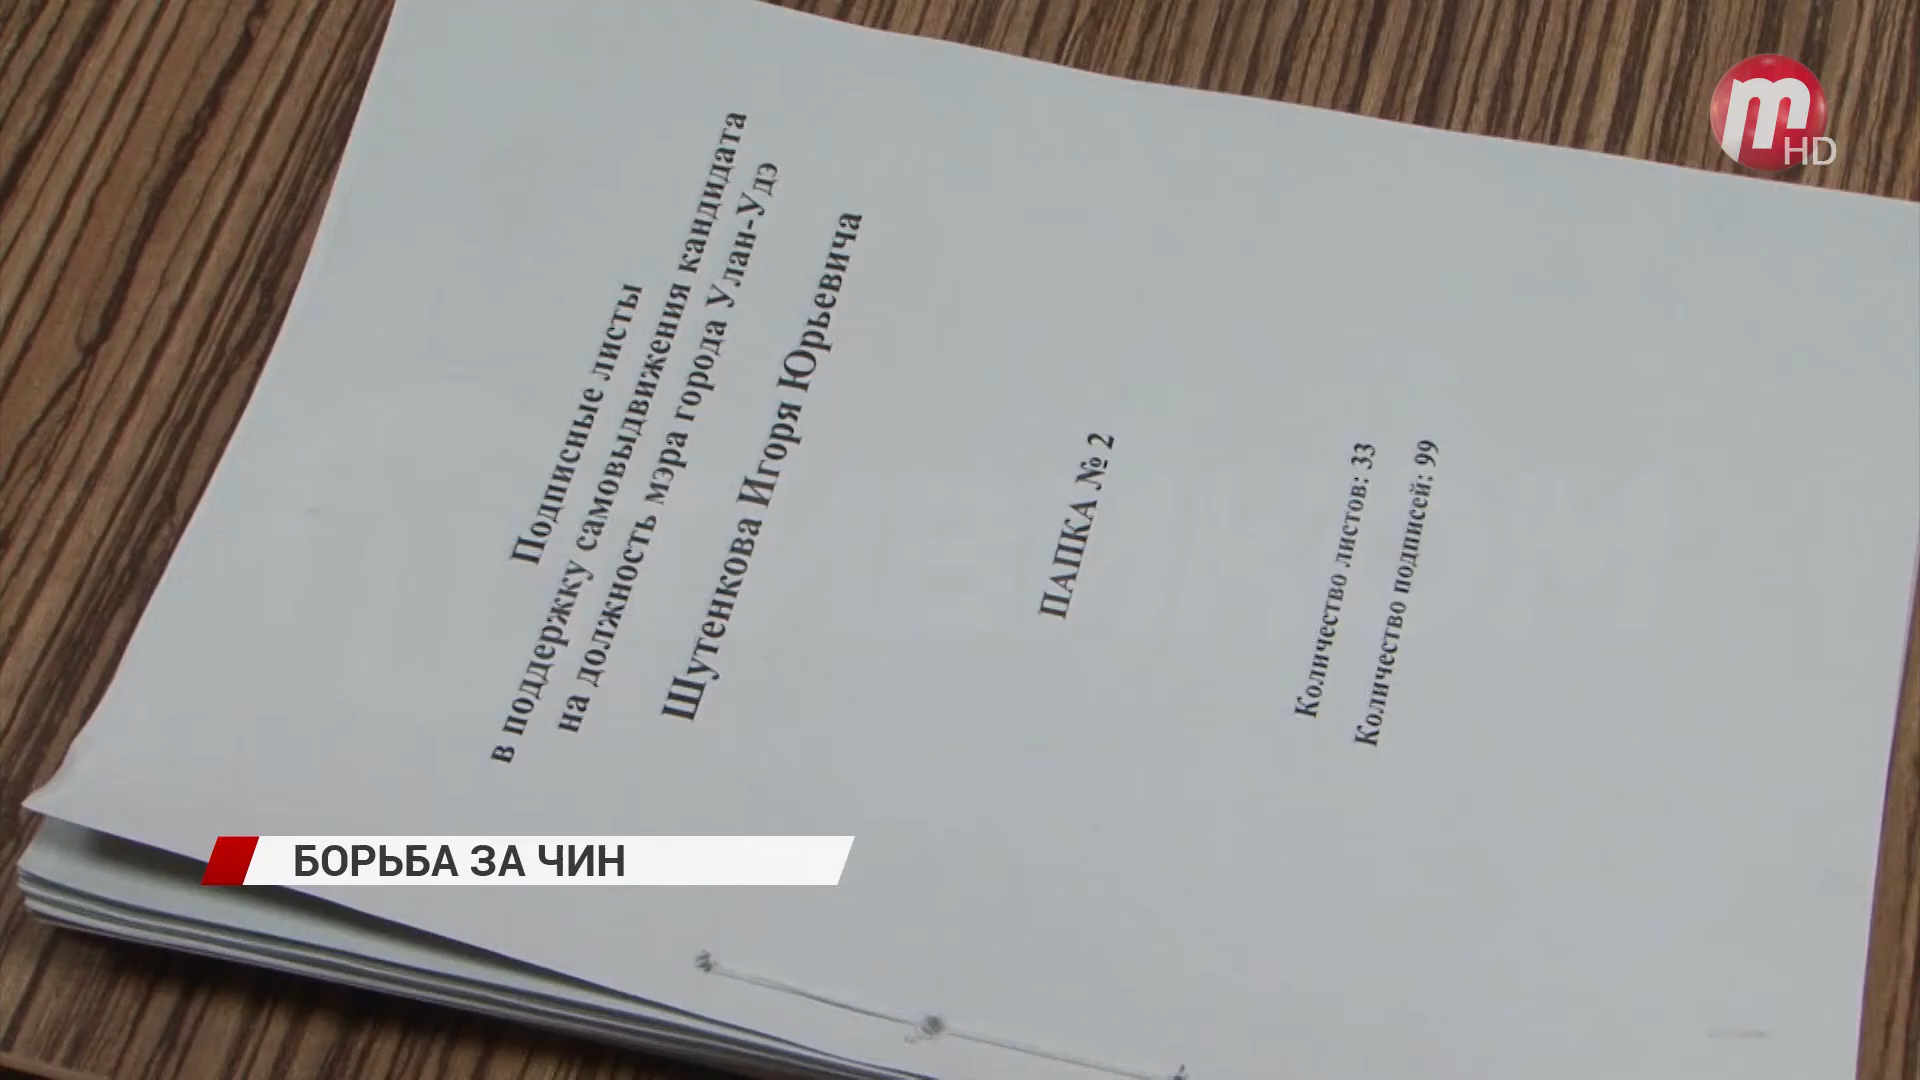 Подписные листы
в поддержку самовыдвижения кандидата
на должность мэра города Улан-Удэ
Шутенкова Игоря Юрьевича
ПАПКА № 2
Количество листов: 33
Количество подписей: 99
БОРЬБА ЗА ЧИН
m HD